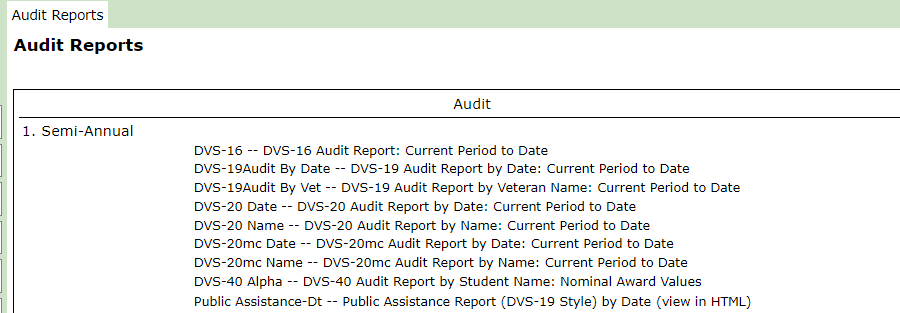 Audit Reports
Audit Reports
Audit
1. Semi-Annual
DVS-16 -- DVS-16 Audit Report: Current Period to Date
DVS-19Audit By Date -- DVS-19 Audit Report by Date: Current Period to Date
DVS-19Audit By Vet -- DVS-19 Audit Report by Veteran Name: Current Period to Date
DVS-20 Date -- DVS-20 Audit Report by Date: Current Period to Date
DVS-20 Name -- DVS-20 Audit Report by Name: Current Period to Date
DVS-20mc Date -- DVS-20mc Audit Report by Date: Current Period to Date
DVS-20mc Name -- DVS-20mc Audit Report by Name: Current Period to Date
DVS-40 Alpha -- DVS-40 Audit Report by Student Name: Nominal Award Values
Public Assistance-Dt -- Public Assistance Report (DVS-19 Style) by Date (view in HTML)